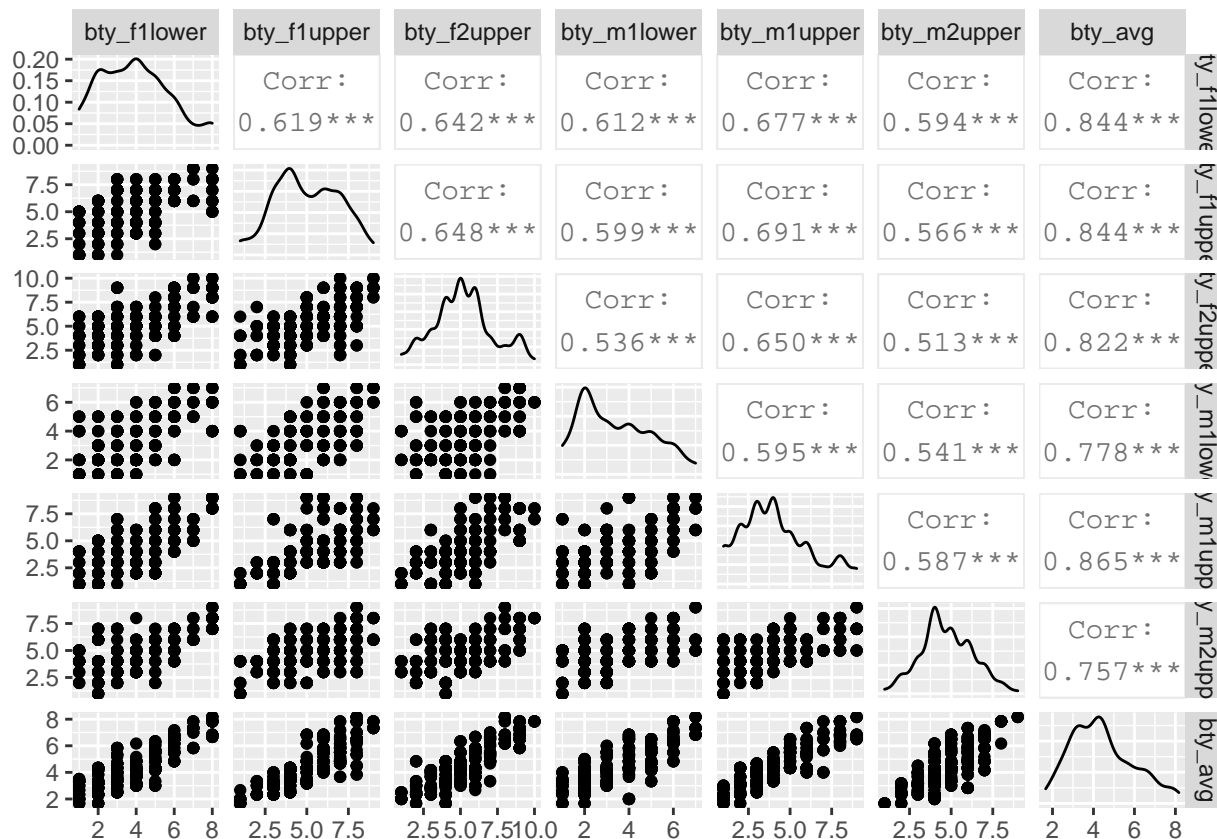 bty_f1lower bty_f1upper bty_f2upper bty_m1lower bty_m1upper bty_m2upper bty_avg
0.20
0.15
0.10
0.05
0.00
Corr: Corr: Corr: Corr: Corr: Corr:
0.619*** 0.642*** 0.612*** 0.677*** 0.594*** 0.844***
ty_f1lowe
7.5
5.0
2.5
Corr: Corr: Corr: Corr: Corr:
0.648*** 0.599*** 0.691*** 0.566*** 0.844***
ty_f1uppe
10.0
7.5
5.0
2.5
Corr: Corr: Corr: Corr:
0.536*** 0.650*** 0.513*** 0.822***
ty_f2uppe
6
4
2
Corr: Corr: Corr:
0.595*** 0.541*** 0.778***
y_m1low
7.5
5.0
2.5
Corr: Corr:
0.587*** 0.865***
y_m1upp
7.5
5.0
2.5
Corr:
0.757***
y_m2upp
8
6
4
2
bty_avg
2 4 6 8 2.5 5.0 7.5 2.5 5.0 7.5 10.0 2 4 6 2.5 5.0 7.5 2.5 5.0 7.5 2 4 6 8